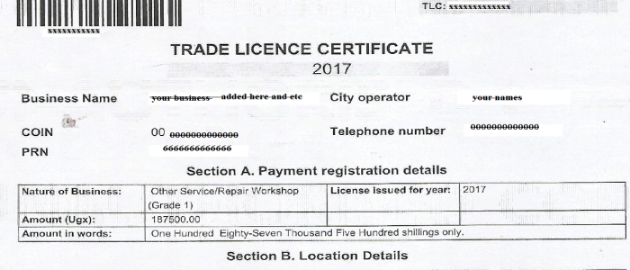 TLC: xxxxxxxxxxxxx
xxxxxxxxxxx
TRADE LICENCE CERTIFICATE
2017
Business Name your business added here and etc City operator your names
COIN 00 0000000000000 Telephone number 0000000000000
PRN 6666666666666
Section A. Payment registration details
Nature of Business: Other Service/Repair Workshop (Grade 1) License issued for year: 2017
Amount (Ugx): 187500.00
Amount in words: One Hundred Eighty-Seven Thousand Five Hundred shillings only.
Section B. Location Details